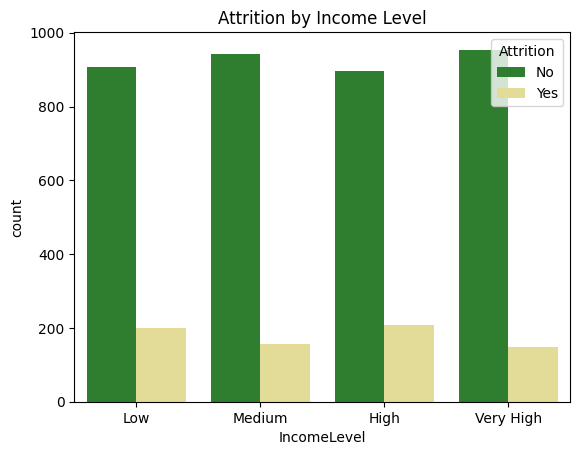 Attrition by Income Level
1000
800
600
400
200
0
count
Attrition
No
Yes
Low Medium High Very High
IncomeLevel